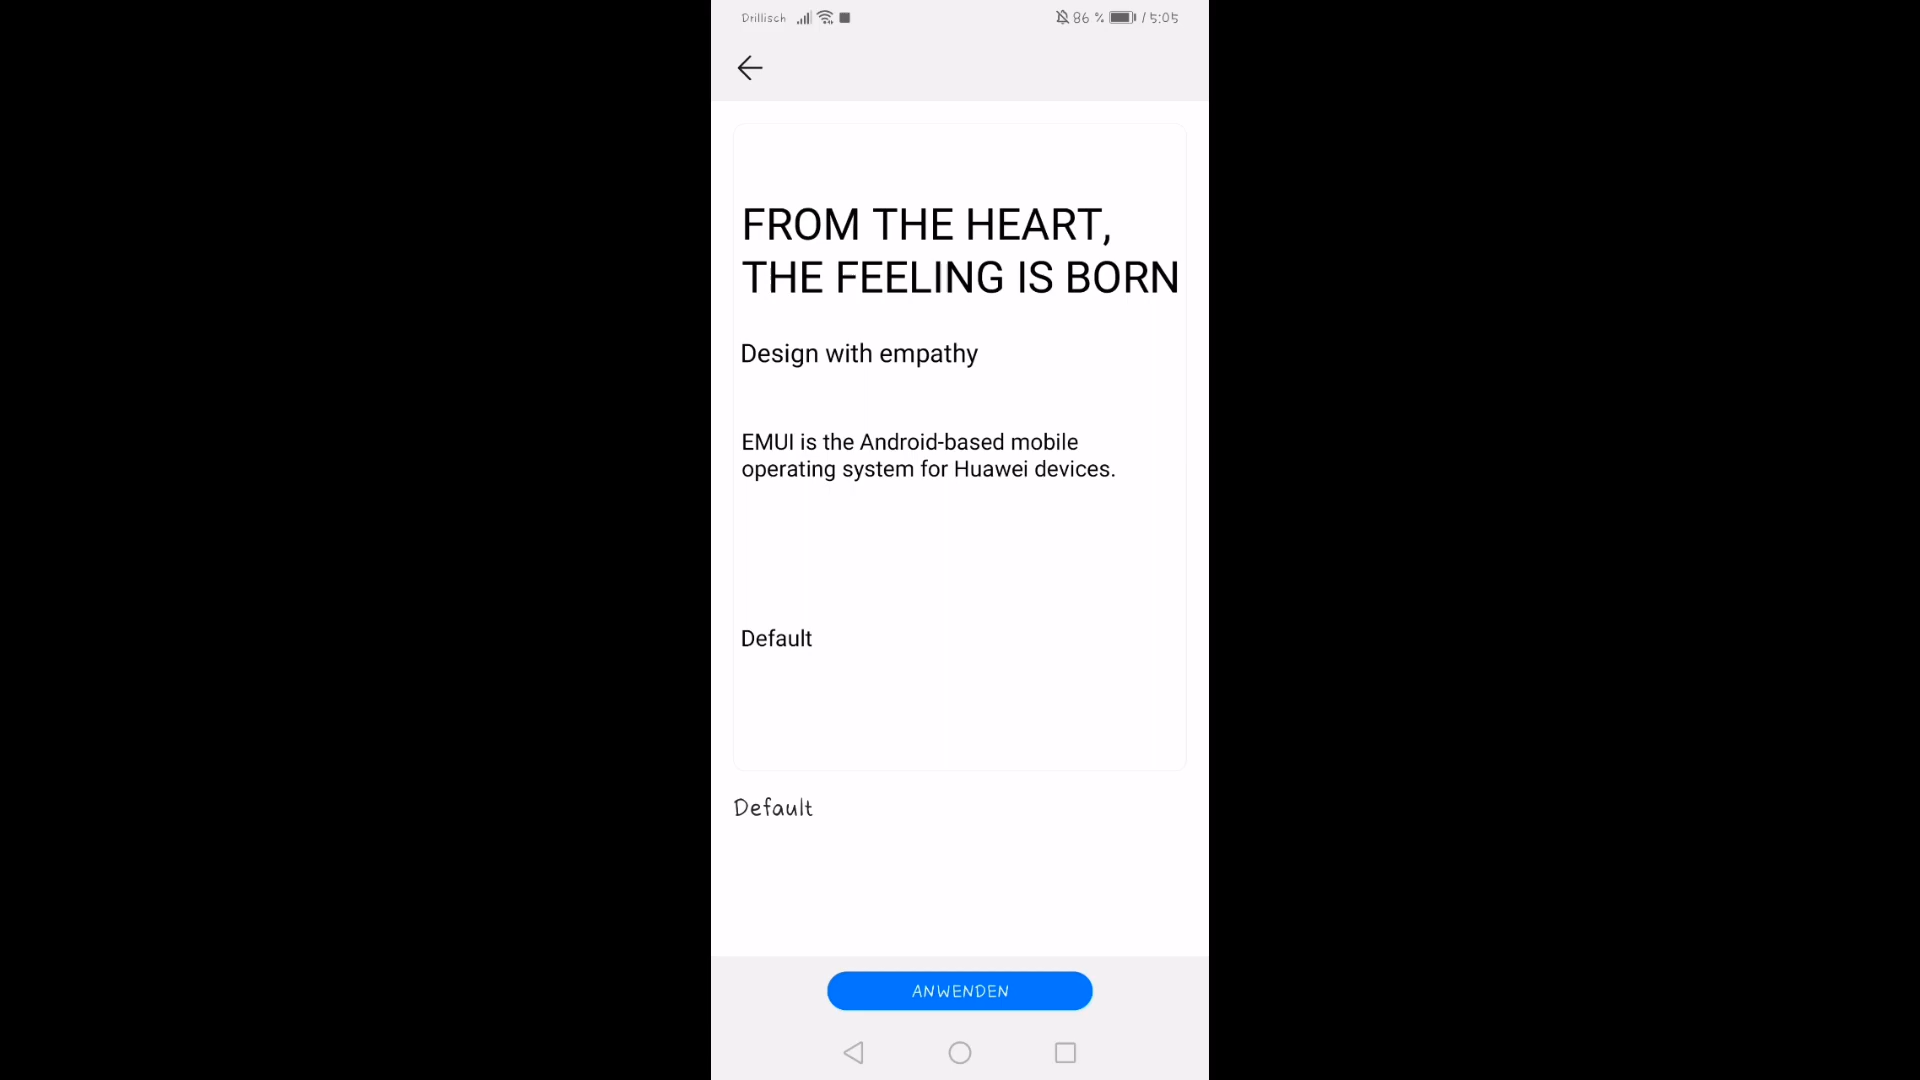 Drillisch 86 % 15:05
FROM THE HEART,
THE FEELING IS BORN
Design with empathy
EMUI is the Android-based mobile
operating system for Huawei devices.
Default
Default
ANWENDEN